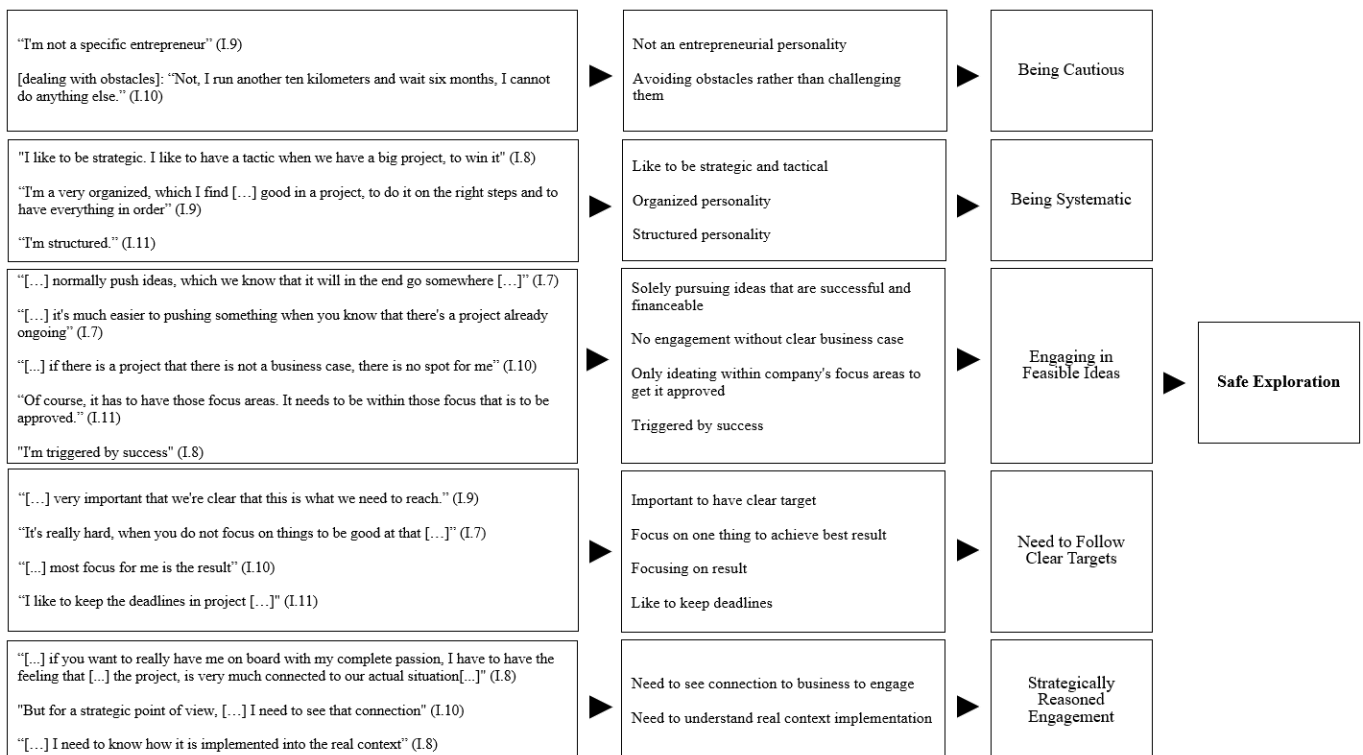 “I'm not a specific entrepreneur” (I.9)
[dealing with obstacles]: “Not, I run another ten kilometers and wait six months, I cannot
do anything else.” (I.10)
Not an entrepreneurial personality
Avoiding obstacles rather than challenging
them
Being Cautious
"I like to be strategic. I like to have a tactic when we have a big project, to win it" (I.8)
“I'm a very organized, which I find […] good in a project, to do it on the right steps and to
have everything in order” (I.9)
“I'm structured.” (I.11)
Like to be strategic and tactical
Organized personality
Structured personality
Being Systematic
“[…] normally push ideas, which we know that it will in the end go somewhere […]” (I.7)
“[…] it's much easier to pushing something when you know that there's a project already
ongoing” (I.7)
“[...] if there is a project that there is not a business case, there is no spot for me” (I.10)
“Of course, it has to have those focus areas. It needs to be within those focus that is to be
approved.” (I.11)
"I'm triggered by success" (I.8)
Solely pursuing ideas that are successful and
financeable
No engagement without clear business case
Only ideating within company's focus areas to
get it approved
Triggered by success
Engaging in
Feasible Ideas
Safe Exploration
“[…] very important that we're clear that this is what we need to reach.” (I.9)
“It's really hard, when you do not focus on things to be good at that […]” (I.7)
“[...] most focus for me is the result” (I.10)
“I like to keep the deadlines in project […]" (I.11)
Important to have clear target
Focus on one thing to achieve best result
Focusing on result
Like to keep deadlines
Need to Follow
Clear Targets
“[...] if you want to really have me on board with my complete passion, I have to have the
feeling that [...] the project, is very much connected to our actual situation[...]" (I.8)
"But for a strategic point of view, […] I need to see that connection" (I.10)
“[…] I need to know how it is implemented into the real context” (I.8)
Need to see connection to business to engage
Need to understand real context implementation
Strategically
Reasoned
Engagement